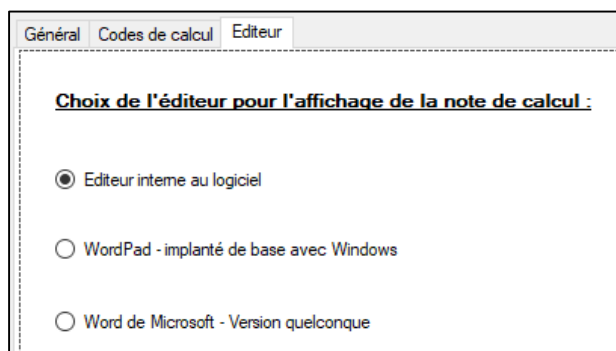 Général Codes de calcul Editeur
Choix de l'éditeur pour l'affichage de la note de calcul :
Editeur interne au logiciel
WordPad - implanté de base avec Windows
Word de Microsoft - Version quelconque